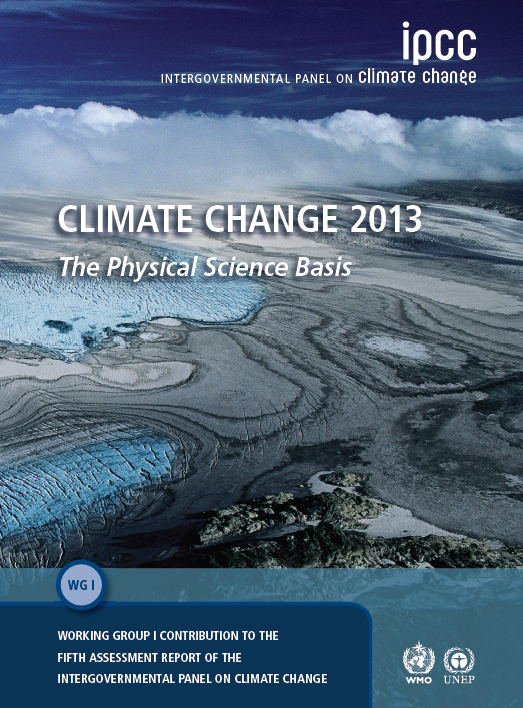 ipcc
INTERGOVERNMENTAL PANEL ON climate change
CLIMATE CHANGE 2013
The Physical Science Basis
WG I
WORKING GROUP I CONTRIBUTION TO THE
FIFTH ASSESSMENT REPORT OF THE
INTERGOVERNMENTAL PANEL ON CLIMATE CHANGE
WMO UNEP